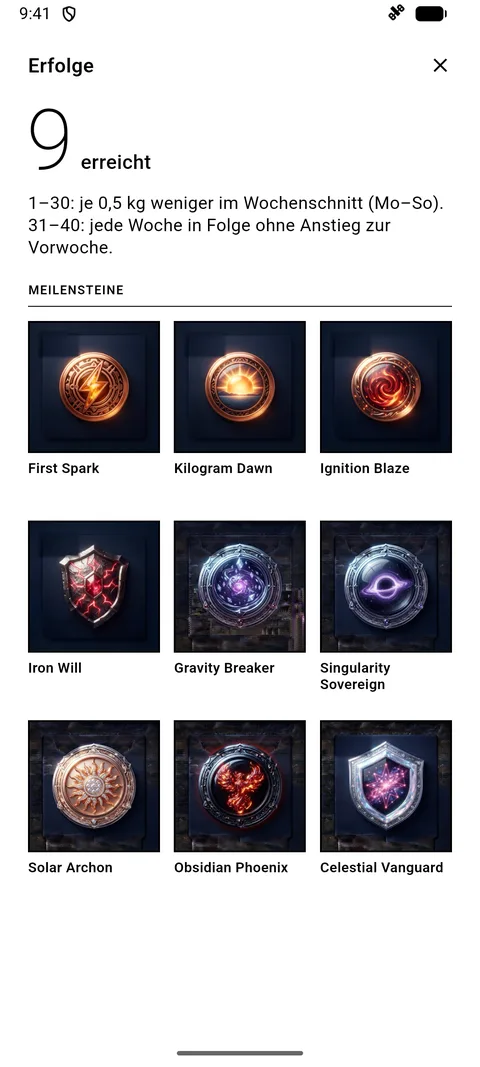 9:41
Erfolge
9 erreicht
1–30: je 0,5 kg weniger im Wochenschnitt (Mo–So).
31–40: jede Woche in Folge ohne Anstieg zur
Vorwoche.
MEILENSTEINE
First Spark
Kilogram Dawn
Ignition Blaze
Iron Will
Gravity Breaker
Singularity
Sovereign
Solar Archon
Obsidian Phoenix
Celestial Vanguard